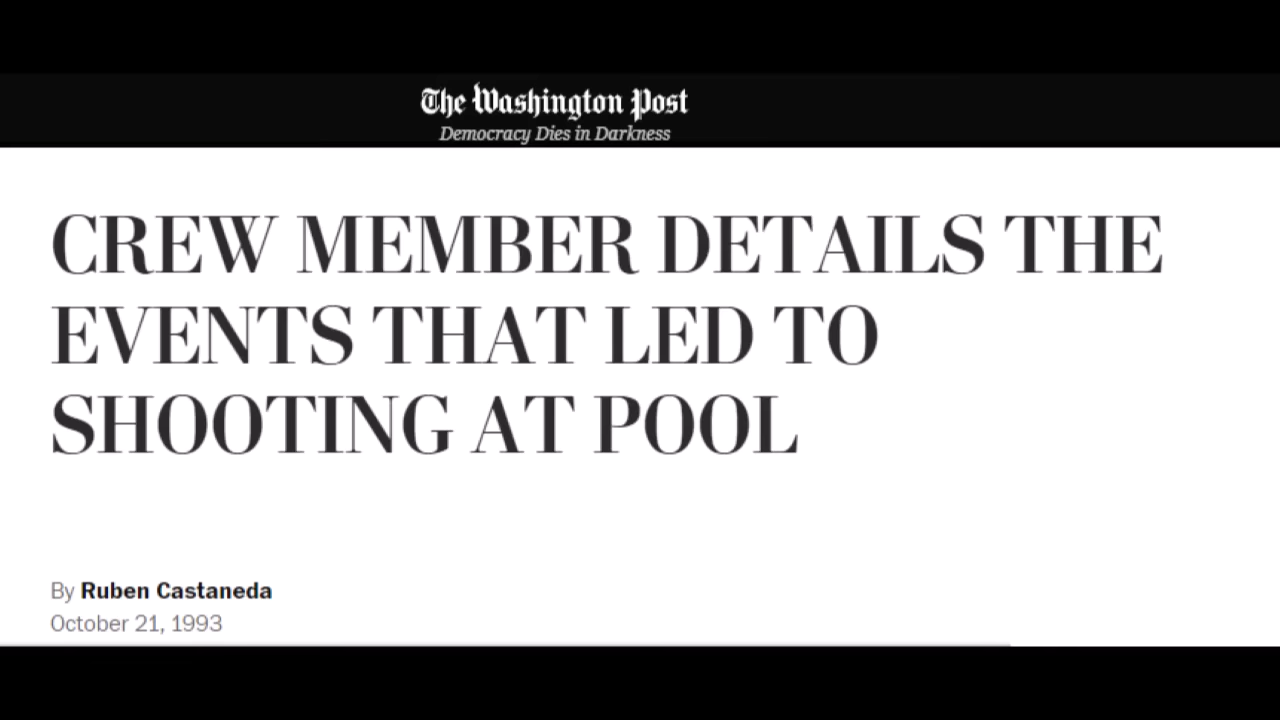 The Washington Post
Democracy Dies in Darkness
CREW MEMBER DETAILS THE
EVENTS THAT LED TO
SHOOTING AT POOL
By Ruben Castaneda
October 21, 1993